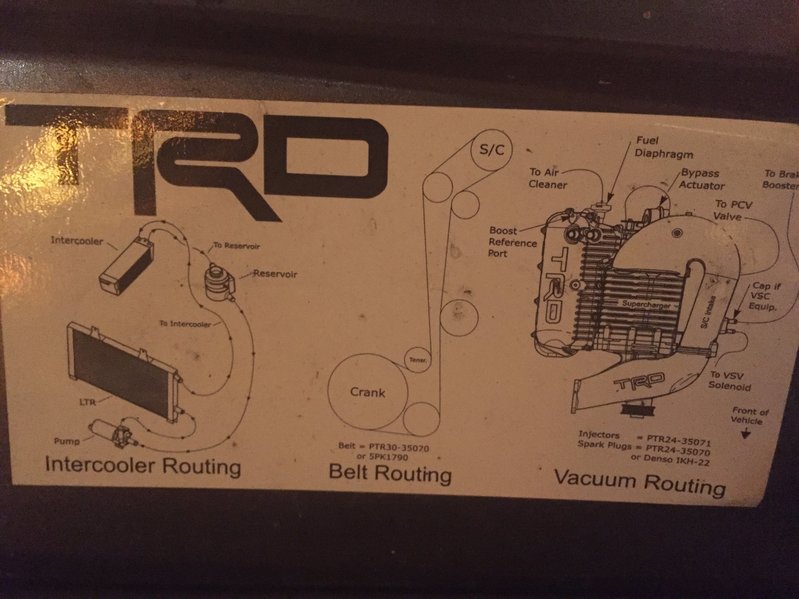 TRD
Intercooler
To Reservoir
Reservoir
To Intercooler
LTR
Pump
Intercooler Routing
S/C
Tensr.
Crank
Belt = PTR30-35070
or 5PK1790
Belt Routing
Fuel
Diaphragm
To Air
Cleaner
Bypass
Actuator
To Brake
Booster
To PCV
Valve
Boost
Reference
Port
TRD
Supercharger
S/C Intake
Cap if
VSC
Equip.
To VSV
Solenoid
TRD
Front of
Vehicle
Injectors = PTR24-35071
Spark Plugs = PTR24-35070
or Denso IKH-22
Vacuum Routing